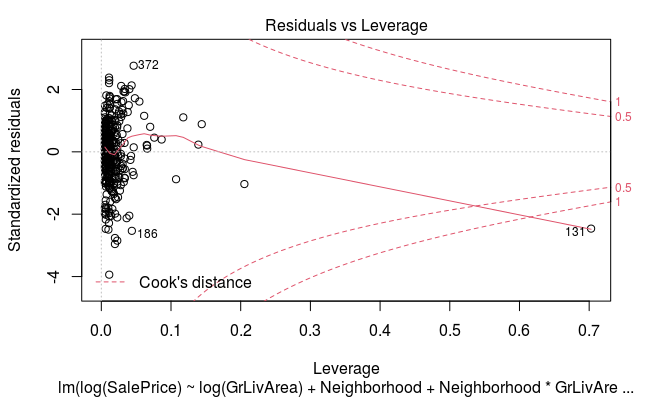 Residuals vs Leverage
Standardized residuals
2
0
-2
-4
372
186
131
1
0.5
0.5
1
Cook's distance
0.0 0.1 0.2 0.3 0.4 0.5 0.6 0.7
Leverage
lm(log(SalePrice) ~ log(GrLivArea) + Neighborhood + Neighborhood * GrLivAre ...